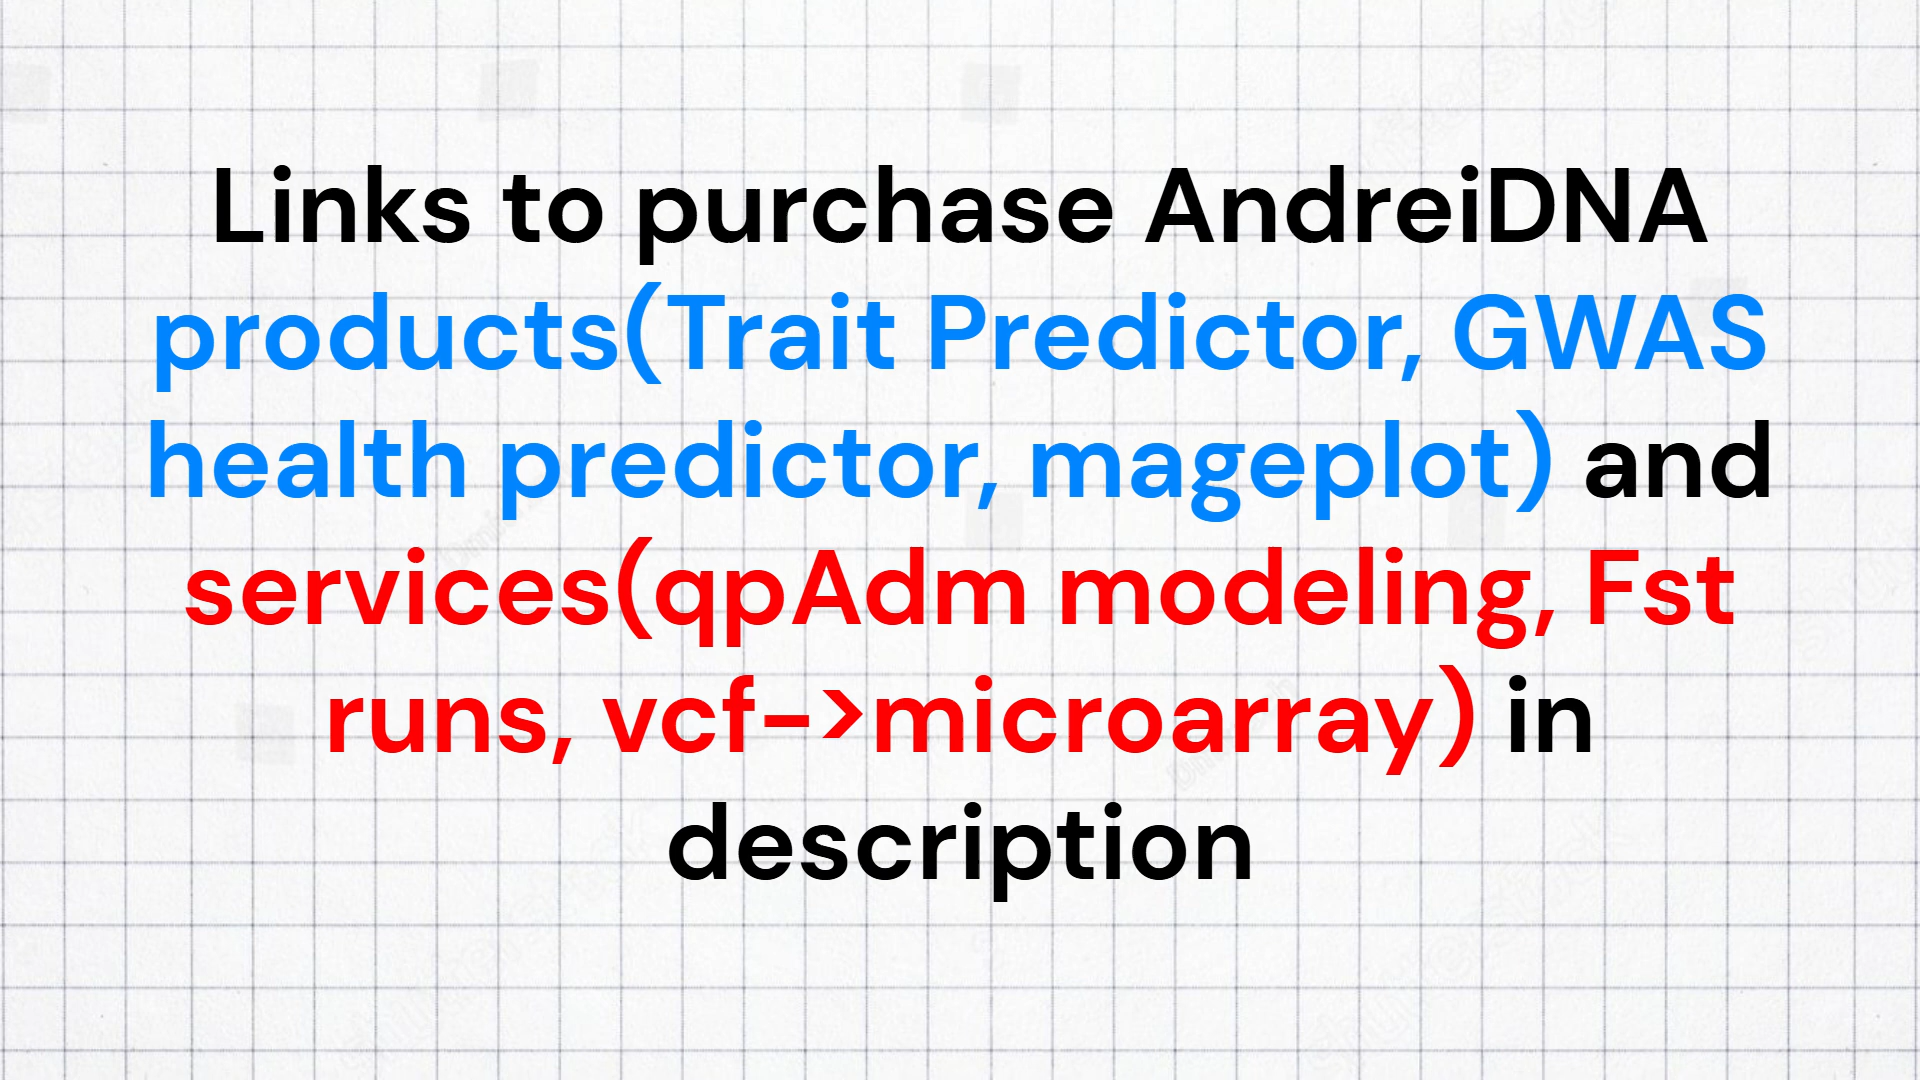 Links to purchase AndreiDNA
products(Trait Predictor, GWAS
health predictor, mageplot) and
services(qpAdm modeling, Fst
runs, vcf->microarray) in
description